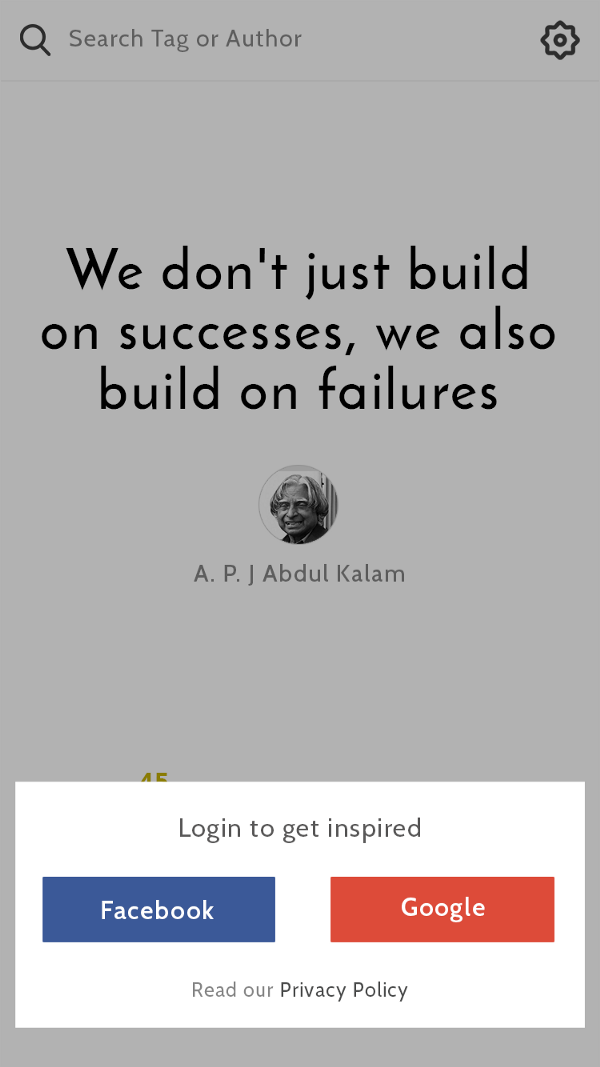 Search Tag or Author
We don't just build
on successes, we also
build on failures
A. P. J Abdul Kalam
45
Login to get inspired
Facebook
Google
Read our Privacy Policy